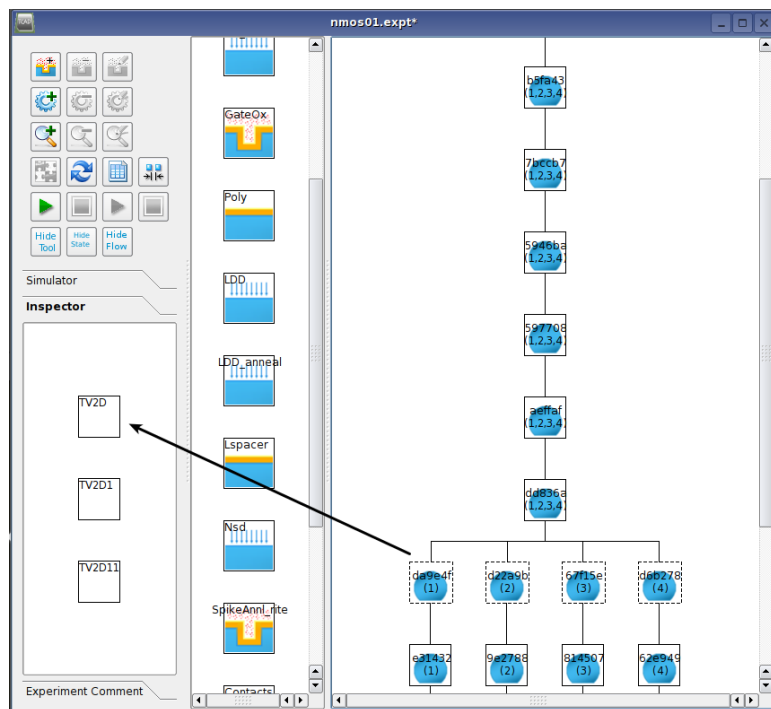 nmos01.expt*
Hide
Tool
Hide
State
Hide
Flow
Simulator
Inspector
TV2D
TV2D1
TV2D11
Experiment Comment
GateOx
Poly
LDD
LDD_anneal
Lspacer
Nsd
SpikeAnnl_rite
Contacts
b5fa43
(1,2,3,4)
7bccb7
(1,2,3,4)
5946ba
(1,2,3,4)
597708
(1,2,3,4)
aeffaf
(1,2,3,4)
dd836a
(1,2,3,4)
da9e4f
(1)
d22a9b
(2)
67f15e
(3)
d6b278
(4)
e31432
(1)
9e2788
(2)
814507
(3)
62e949
(4)